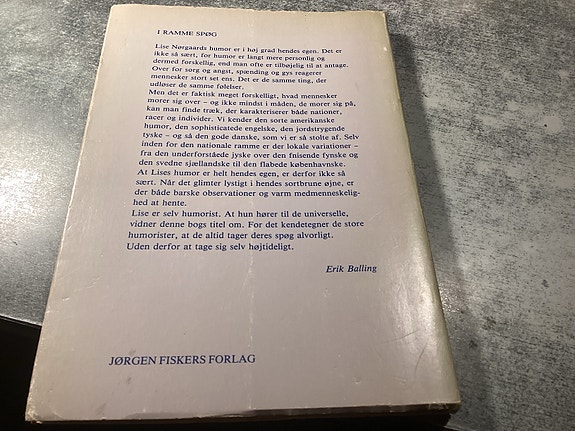 I RAMME SPØG
Lise Nørgaards humor er i høj grad hendes egen. Det er
ikke så sært, for humor er langt mere personlig og
dermed forskellig, end man ofte er tilbøjelig til at antage.
Over for sorg og angst, spænding og gys reagerer
mennesker stort set ens. Det er de samme ting, der
udløser de samme følelser.
Men det er faktisk meget forskelligt, hvad mennesker
morer sig over – og ikke mindst i måden, de morer sig på,
kan man finde træk, der karakteriserer både nationer,
racer og individer. Vi kender den sorte amerikanske
humor, den sophisticatede engelske, den jordstrygende
tyske – og så den gode danske, som vi er så stolte af. Selv
inden for den nationale ramme er der lokale variationer –
fra den underforståede jyske over den fnisende fynske og
den svedne sjællandske til den flabede københavnske.
At Lises humor er helt hendes egen, er derfor ikke så
sært. Når det glimter lystigt i hendes sortbrune øjne, er
der både barske observationer og varm medmenneskelig-
hed at hente.
Lise er selv humorist. At hun hører til de universelle,
vidner denne bogs titel om. For det kendetegner de store
humorister, at de altid tager deres spøg alvorligt.
Uden derfor at tage sig selv højtideligt.
Erik Balling
JØRGEN FISKERS FORLAG